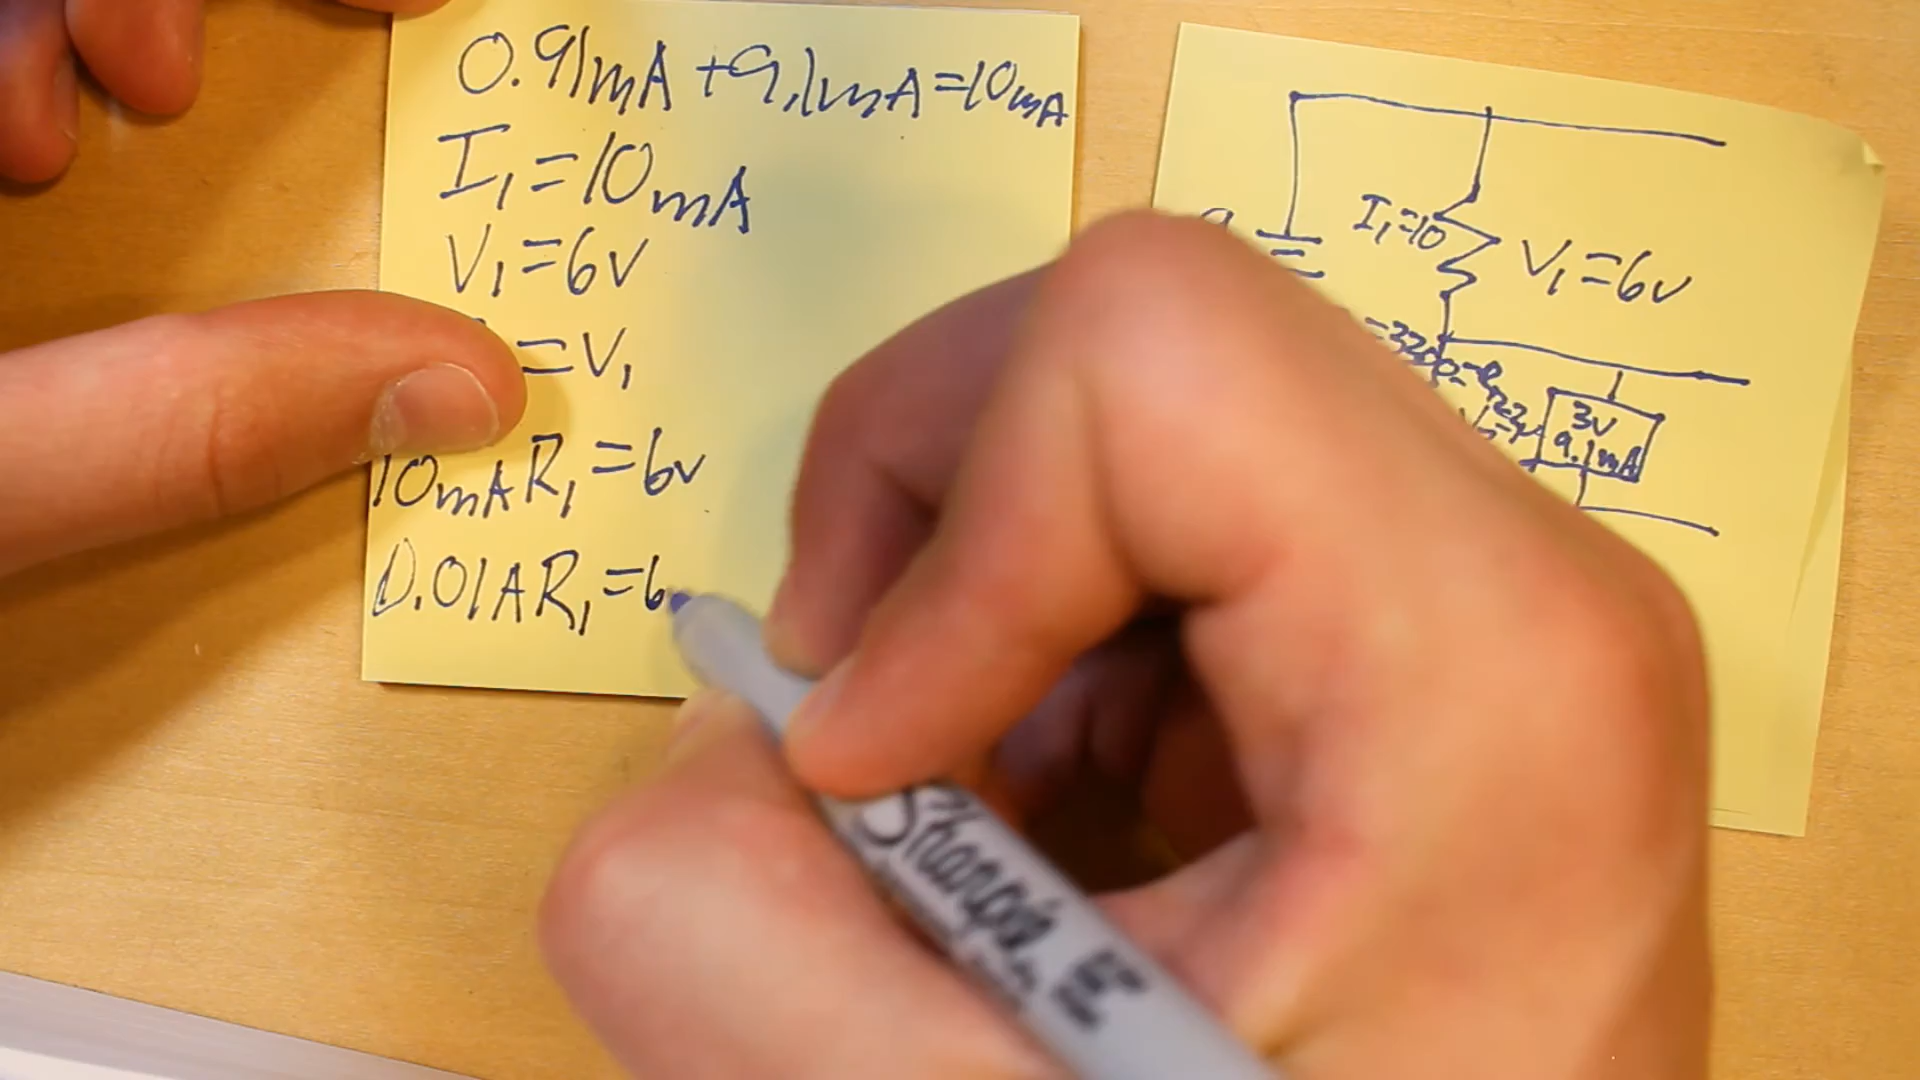 0.91mA+9.1mA=10mA
I1=10mA
V1=6v
=V1
10mAR1=6v
0.01AR1=6
I1=10
V1=6v
3v
9.1mA
Sharpie